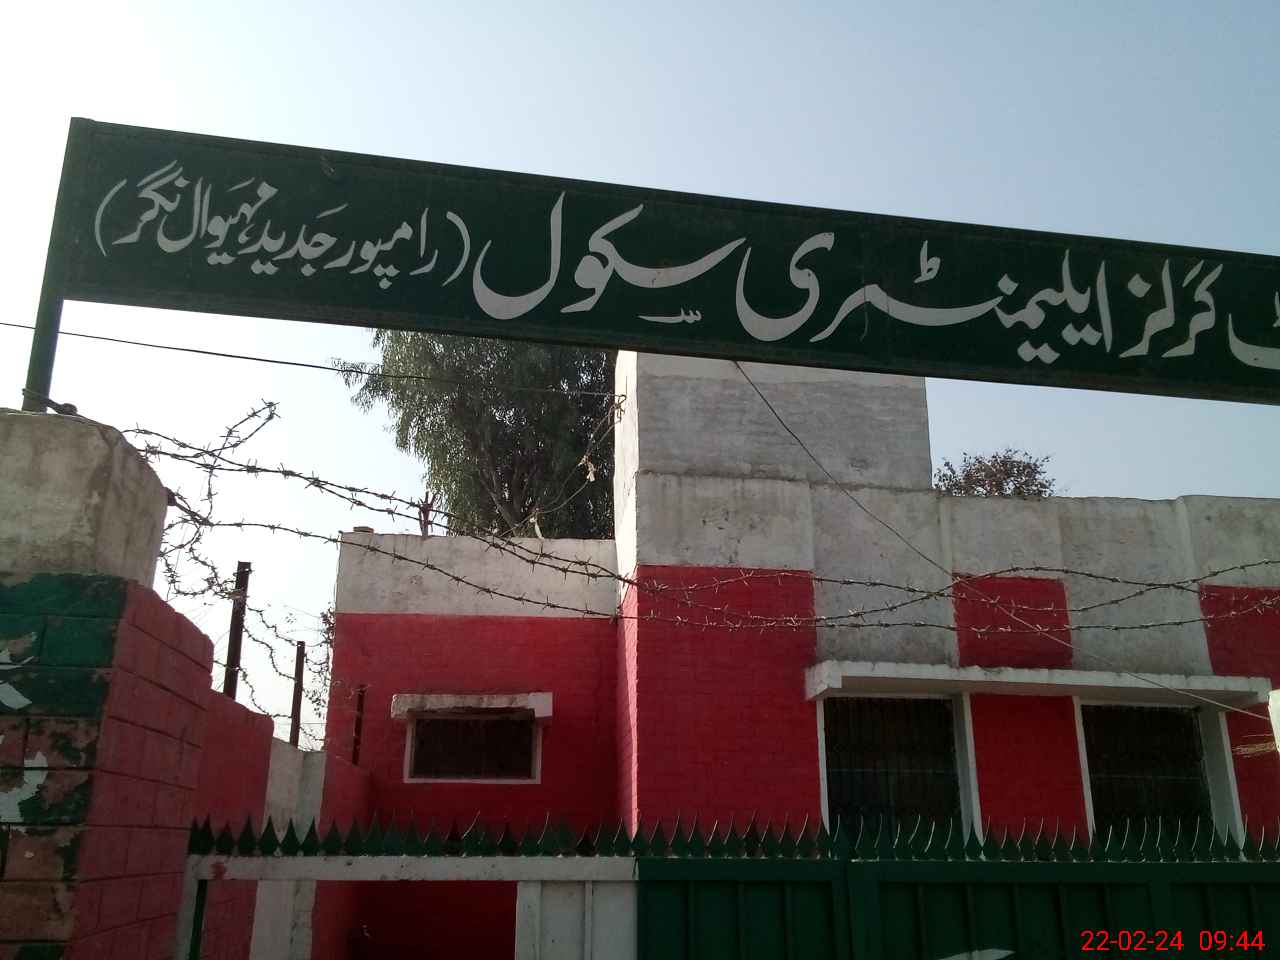 گرلز ایلیمنٹری سکول (رامپور جدید مہیوال نگر)
22-02-24 09:44